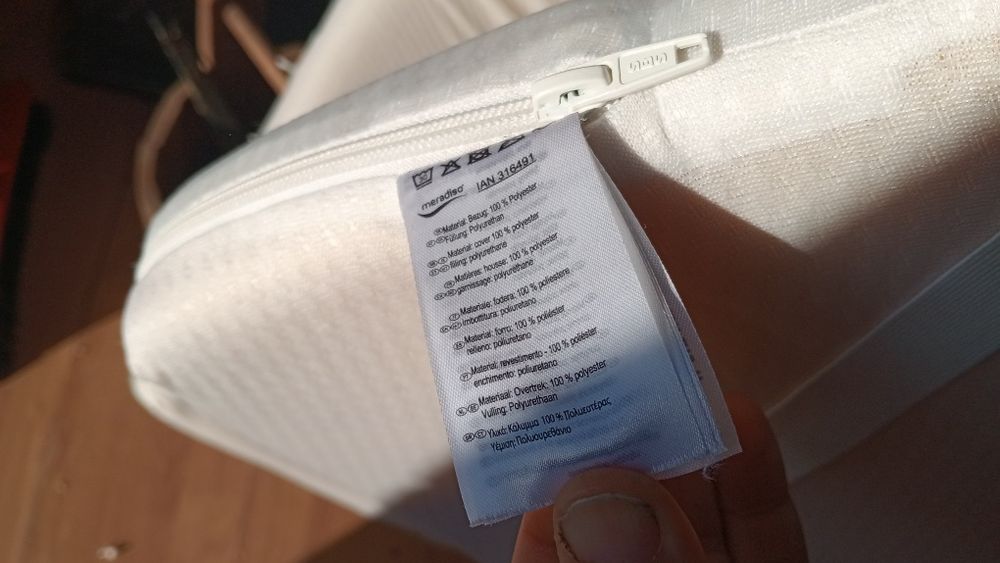 SBS
meradiso IAN 316491
Material: Bezug: 100 % Polyester
Füllung: Polyurethan
Material: cover 100 % polyester
filling: polyurethane
Matières: housse: 100 % polyester
garnissage: polyuréthane
Materiale: fodera: 100 % poliestere
Imbottitura: poliuretano
Material: forro: 100 % poliéster
relleno: poliuretano
Material: revestimento - 100 % poliéster
enchimento: poliuretano
Materiaal: Overtrek: 100 % polyester
Vulling: Polyurethaan
Υλικό: Κάλυμμα 100 % Πολυεστέρας
Υέμιση: Πολυουρεθάνιο